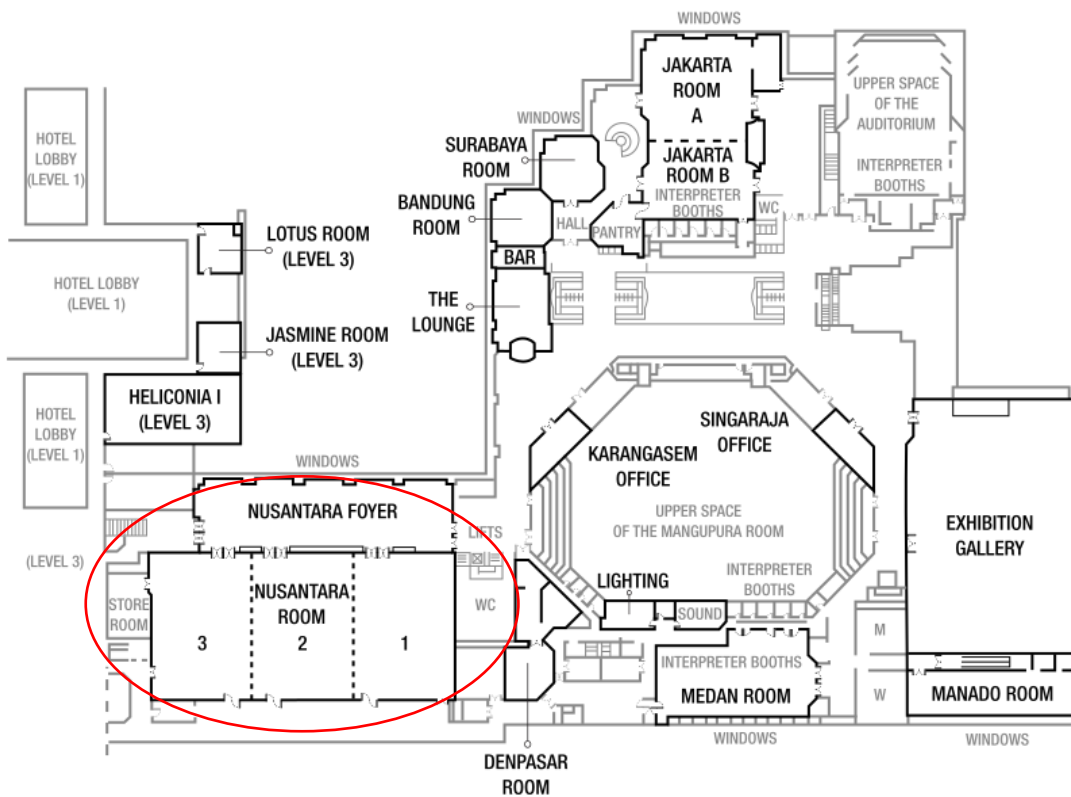 WINDOWS
JAKARTA
ROOM
A
UPPER SPACE
OF THE
AUDITORIUM
HOTEL
LOBBY
(LEVEL 1)
WINDOWS
SURABAYA
ROOM
JAKARTA
ROOM B
INTERPRETER
BOOTHS
INTERPRETER
BOOTHS
BANDUNG
ROOM
HALL
PANTRY
WC
LOTUS ROOM
(LEVEL 3)
BAR
HOTEL LOBBY
(LEVEL 1)
THE
LOUNGE
JASMINE ROOM
(LEVEL 3)
HOTEL
LOBBY
(LEVEL 1)
HELICONIA I
(LEVEL 3)
SINGARAJA
OFFICE
KARANGASEM
OFFICE
WINDOWS
NUSANTARA FOYER
LIFTS
UPPER SPACE
OF THE MANGUPURA ROOM
EXHIBITION
GALLERY
(LEVEL 3)
LIGHTING
INTERPRETER
BOOTHS
STORE
ROOM
NUSANTARA
ROOM
WC
SOUND
3
2
1
M
INTERPRETER BOOTHS
MEDAN ROOM
W
MANADO ROOM
WINDOWS
WINDOWS
DENPASAR
ROOM